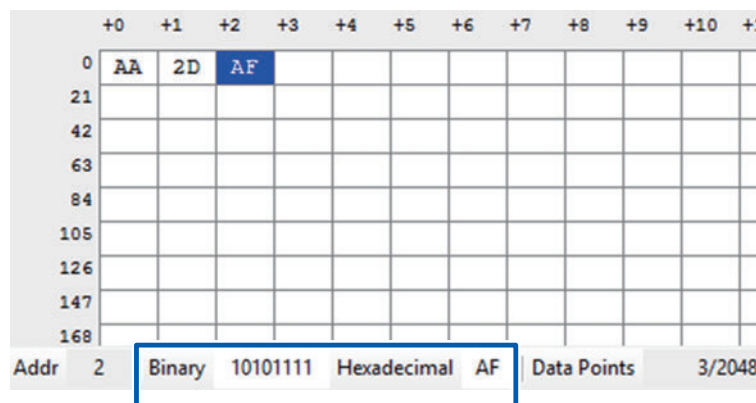 +0 +1 +2 +3 +4 +5 +6 +7 +8 +9 +10
0 AA 2D AF
21
42
63
84
105
126
147
168
Addr 2 Binary 10101111 Hexadecimal AF Data Points 3/2048